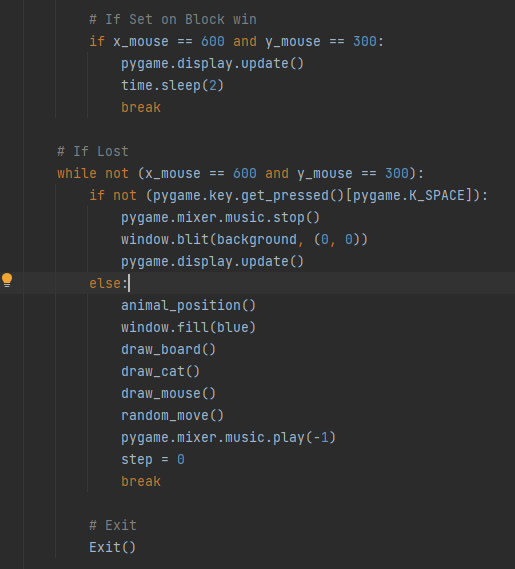 # If Set on Block win
if x_mouse == 600 and y_mouse == 300:
pygame.display.update()
time.sleep(2)
break
# If Lost
while not (x_mouse == 600 and y_mouse == 300):
if not (pygame.key.get_pressed()[pygame.K_SPACE]):
pygame.mixer.music.stop()
window.blit(background, (0, 0))
pygame.display.update()
else:
animal_position()
window.fill(blue)
draw_board()
draw_cat()
draw_mouse()
random_move()
pygame.mixer.music.play(-1)
step = 0
break
# Exit
Exit()